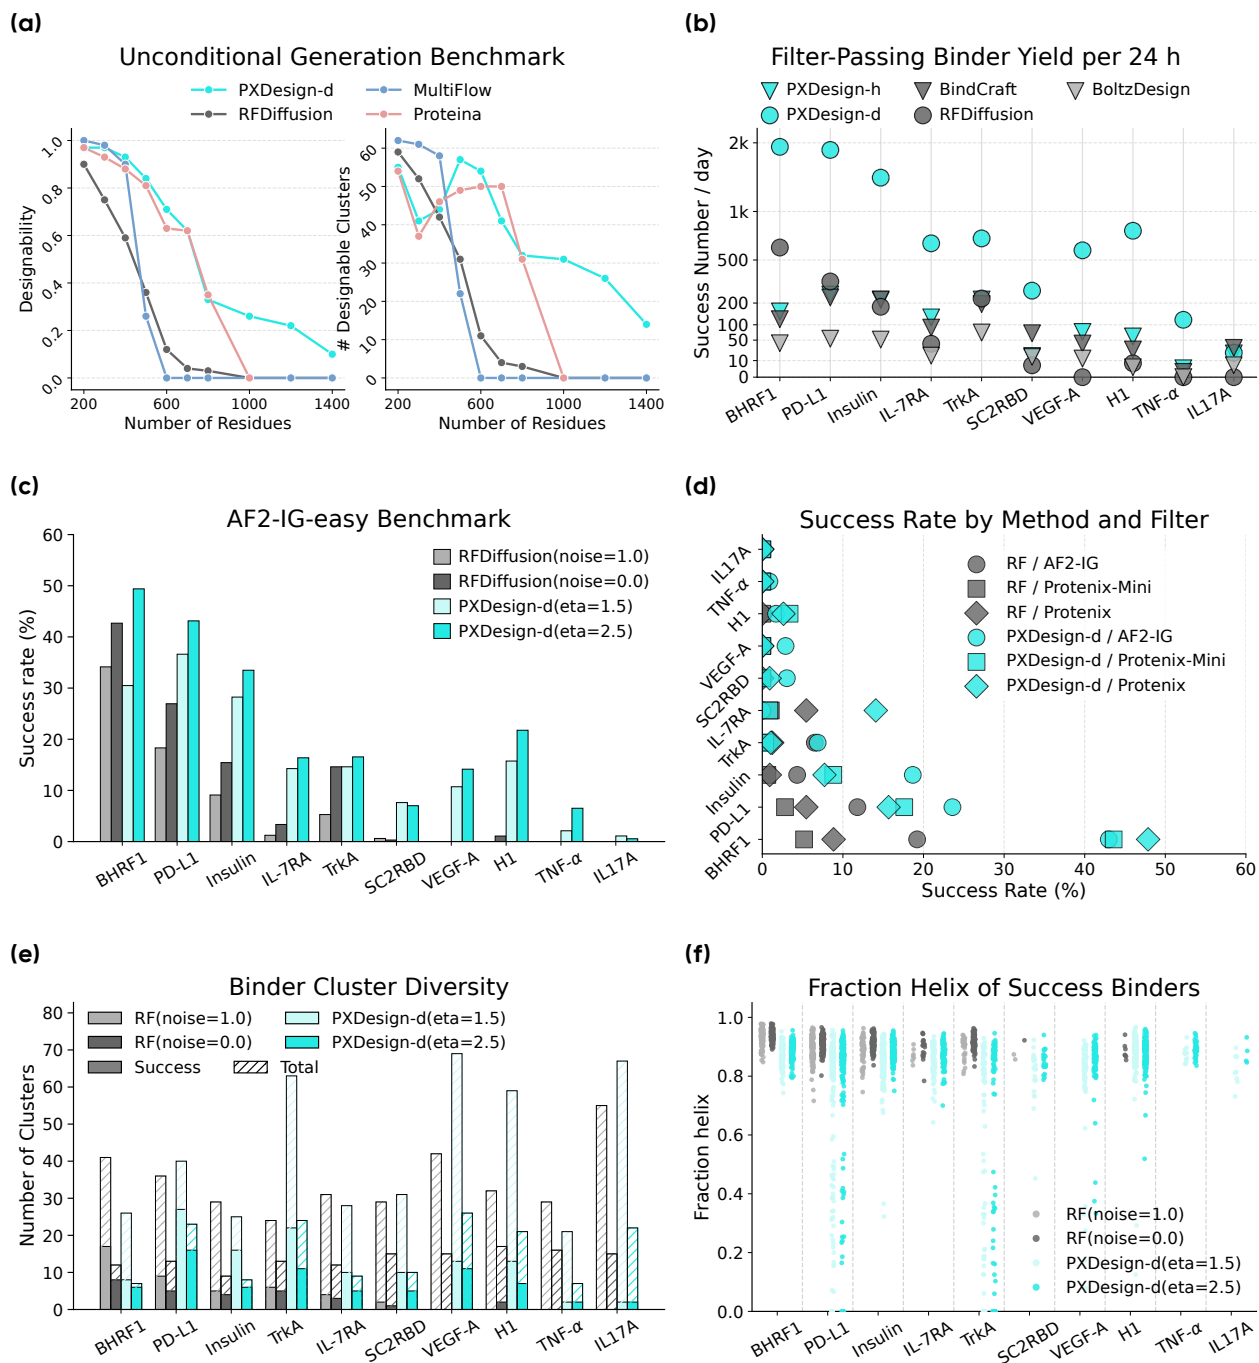 (a)
Unconditional Generation Benchmark
PXDesign-d
MultiFlow
RFDiffusion
Proteina
Designability
1.0
0.8
0.6
0.4
0.2
0.0
200
600
1000
1400
Number of Residues
# Designable Clusters
60
50
40
30
20
10
0
200
600
1000
1400
Number of Residues
(b)
Filter-Passing Binder Yield per 24 h
PXDesign-h
BindCraft
BoltzDesign
PXDesign-d
RFDiffusion
Success Number / day
2k
1k
500
200
100
50
10
0
BHRF1
PD-L1
Insulin
IL-7RA
TrkA
SC2RBD
VEGF-A
H1
TNF-α
IL17A
(c)
AF2-IG-easy Benchmark
RFDiffusion(noise=1.0)
RFDiffusion(noise=0.0)
PXDesign-d(eta=1.5)
PXDesign-d(eta=2.5)
Success rate (%)
60
50
40
30
20
10
0
BHRF1
PD-L1
Insulin
IL-7RA
TrkA
SC2RBD
VEGF-A
H1
TNF-α
IL17A
(d)
Success Rate by Method and Filter
RF / AF2-IG
RF / Protenix-Mini
RF / Protenix
PXDesign-d / AF2-IG
PXDesign-d / Protenix-Mini
PXDesign-d / Protenix
IL17A
TNF-α
H1
VEGF-A
SC2RBD
IL-7RA
TrkA
Insulin
PD-L1
BHRF1
0
10
20
30
40
50
60
Success Rate (%)
(e)
Binder Cluster Diversity
RF(noise=1.0)
PXDesign-d(eta=1.5)
RF(noise=0.0)
PXDesign-d(eta=2.5)
Success
Total
Number of Clusters
80
70
60
50
40
30
20
10
0
BHRF1
PD-L1
Insulin
TrkA
IL-7RA
SC2RBD
VEGF-A
H1
TNF-α
IL17A
(f)
Fraction Helix of Success Binders
Fraction helix
1.0
0.8
0.6
0.4
0.2
0.0
RF(noise=1.0)
RF(noise=0.0)
PXDesign-d(eta=1.5)
PXDesign-d(eta=2.5)
BHRF1
PD-L1
Insulin
IL-7RA
TrkA
SC2RBD
VEGF-A
H1
TNF-α
IL17A